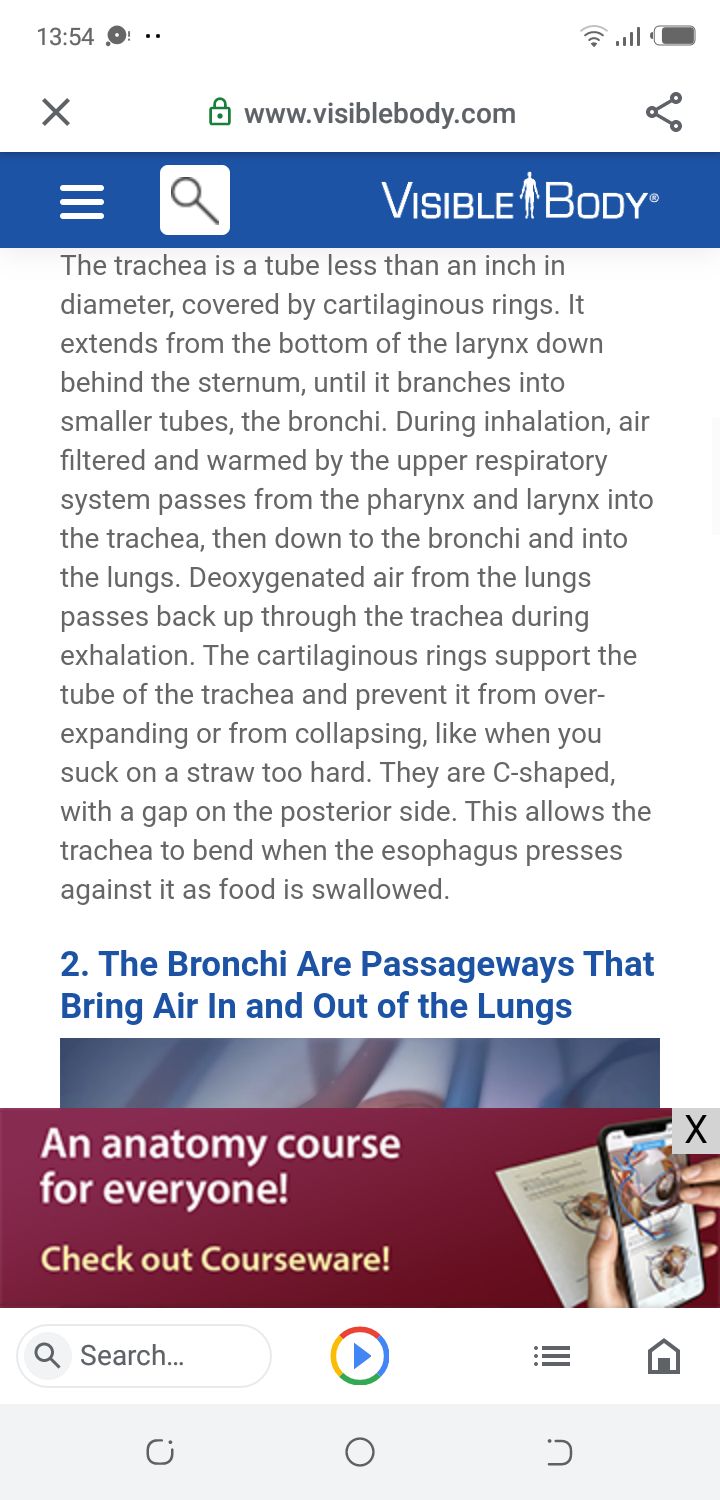 13:54
www.visiblebody.com
VISIBLE BODY®
The trachea is a tube less than an inch in
diameter, covered by cartilaginous rings. It
extends from the bottom of the larynx down
behind the sternum, until it branches into
smaller tubes, the bronchi. During inhalation, air
filtered and warmed by the upper respiratory
system passes from the pharynx and larynx into
the trachea, then down to the bronchi and into
the lungs. Deoxygenated air from the lungs
passes back up through the trachea during
exhalation. The cartilaginous rings support the
tube of the trachea and prevent it from over-
expanding or from collapsing, like when you
suck on a straw too hard. They are C-shaped,
with a gap on the posterior side. This allows the
trachea to bend when the esophagus presses
against it as food is swallowed.
2. The Bronchi Are Passageways That
Bring Air In and Out of the Lungs
X
An anatomy course
for everyone!
Check out Courseware!
Search...